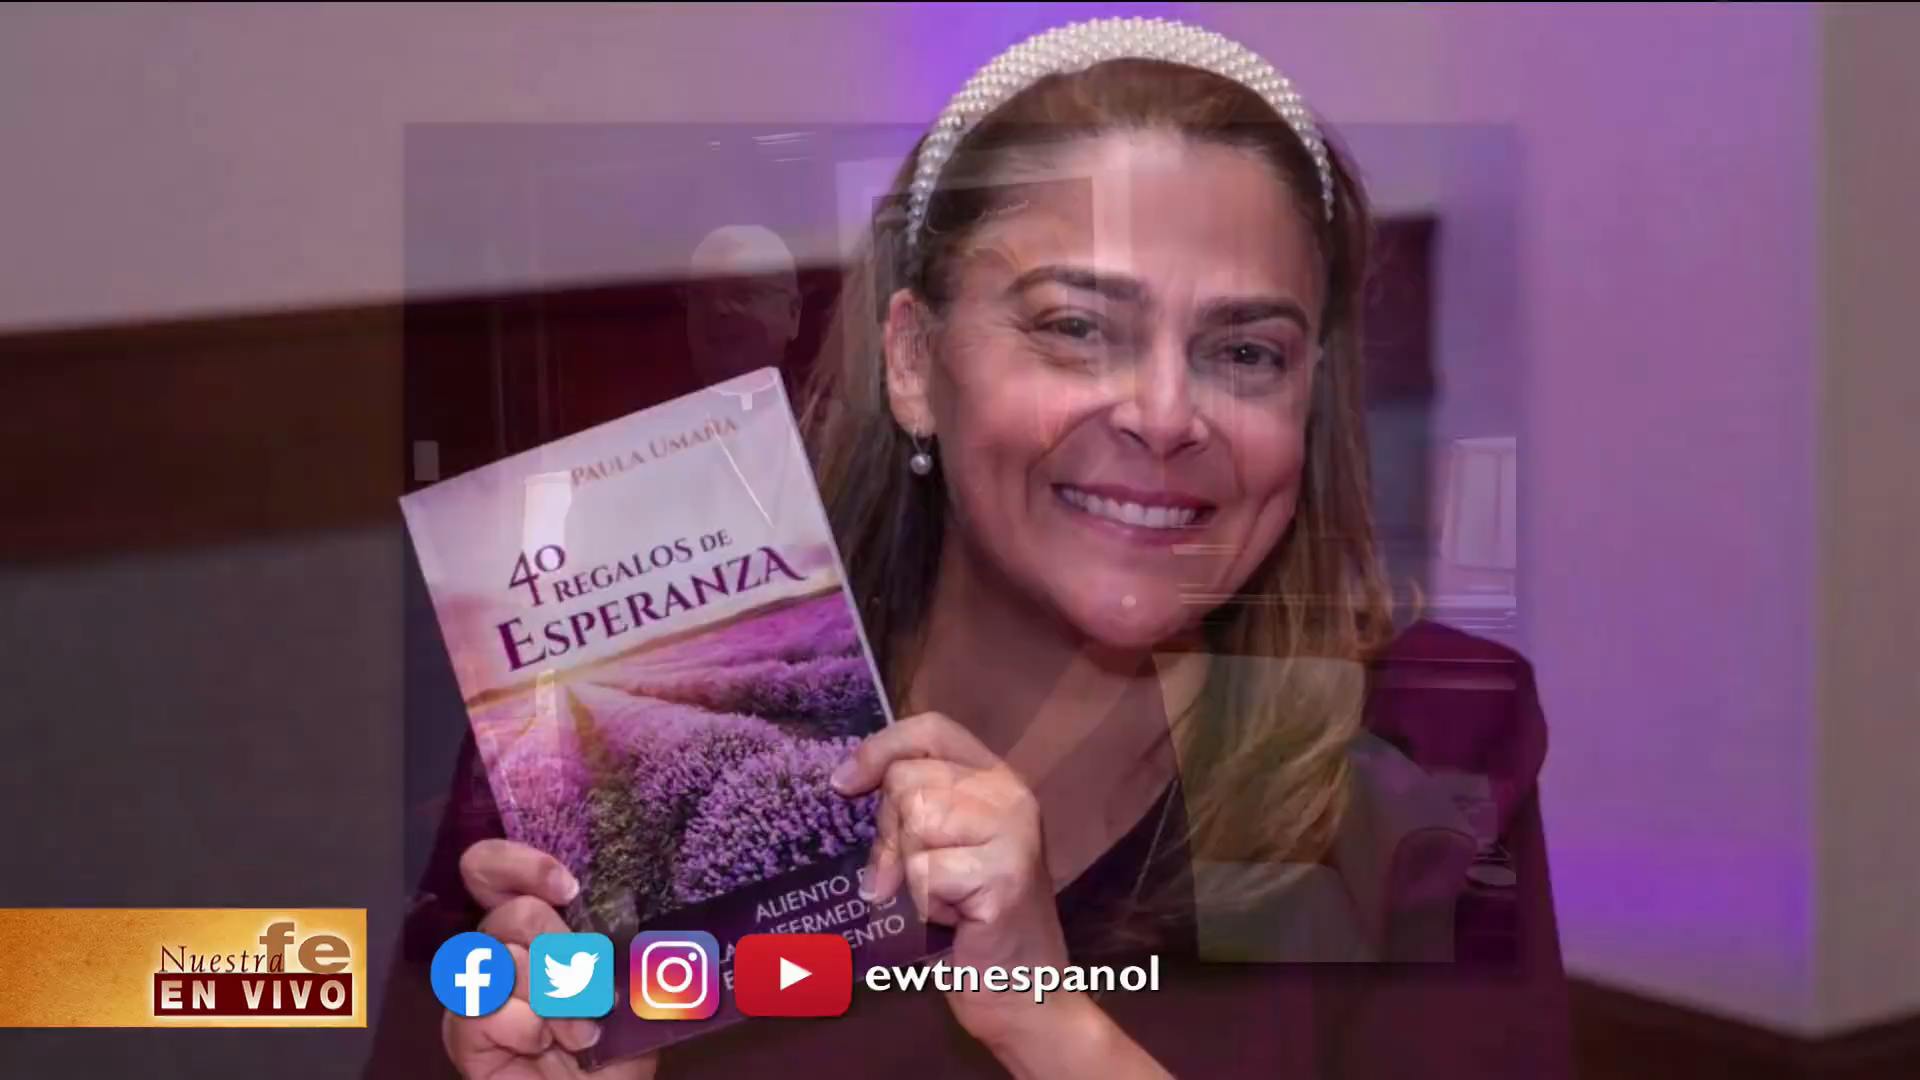 PAULA UMAÑA
40
REGALOS DE
ESPERANZA
ALIENTO
Nuestra fe
EN VIVO
ewtnespanol